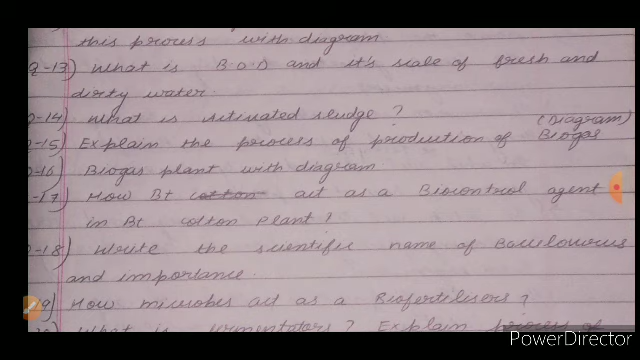 this process with diagram
Q-13) What is B.O.D and it's scale of fresh and
dirty water.
Q-14) What is activated sludge ? (Diagram)
Q-15) Explain the process of production of Biogas
Q-16) Biogas plant with diagram
-17) How Bt cotton act as a Biocontrol agent
in Bt cotton plant ?
Q-18) Write the scientific name of Baculovirus
and importance.
19) How microbes act as a Biofertilisers ?
What is ? Explain process of
PowerDirector